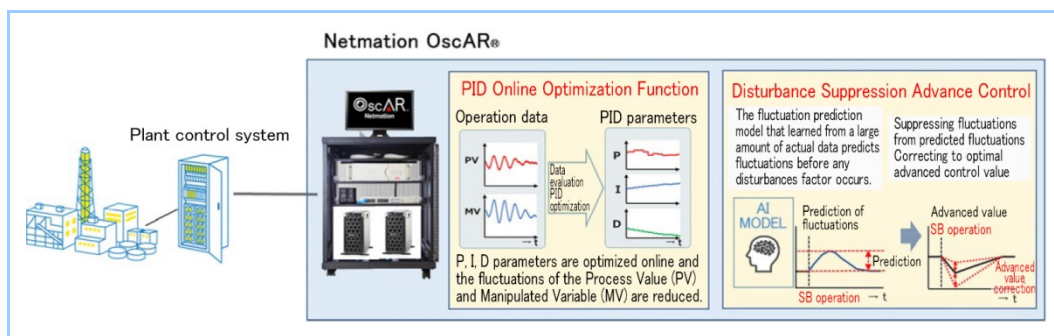 Netmation OscAR®
Plant control system
OscAR
Netmation
PID Online Optimization Function
Operation data
PID parameters
PV
MV
→ t
Data
evaluation
PID
optimization
P
I
D
→ t
P, I, D parameters are optimized online and
the fluctuations of the Process Value (PV)
and Manipulated Variable (MV) are reduced.
Disturbance Suppression Advance Control
The fluctuation prediction
model that learned from a large
amount of actual data predicts
fluctuations before any
disturbances factor occurs.
Suppressing fluctuations
from predicted fluctuations
Correcting to optimal
advanced control value
AI
MODEL
Prediction of
fluctuations
Prediction
SB operation
→ t
Advanced value
SB operation
Advanced
value
correction
→ t